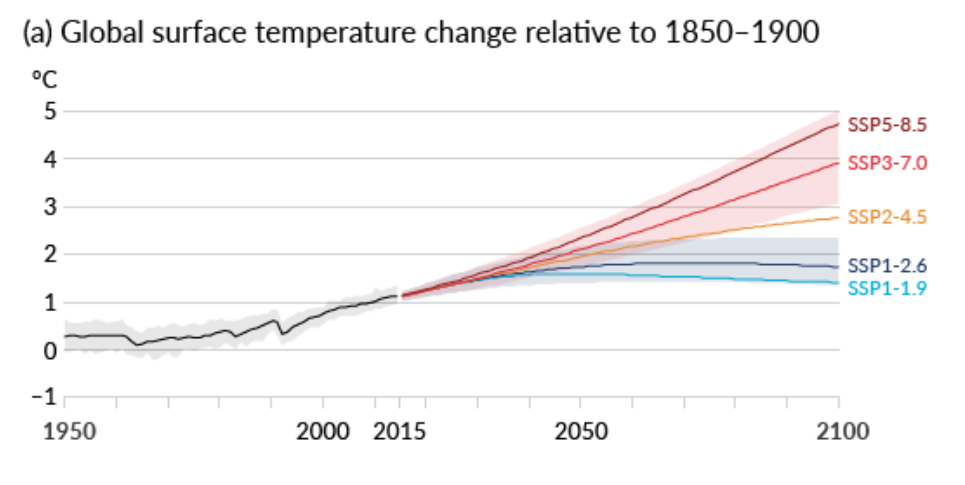 (a) Global surface temperature change relative to 1850–1900
ºC
5
4
3
2
1
0
–1
SSP5-8.5
SSP3-7.0
SSP2-4.5
SSP1-2.6
SSP1-1.9
1950 2000 2015 2050 2100